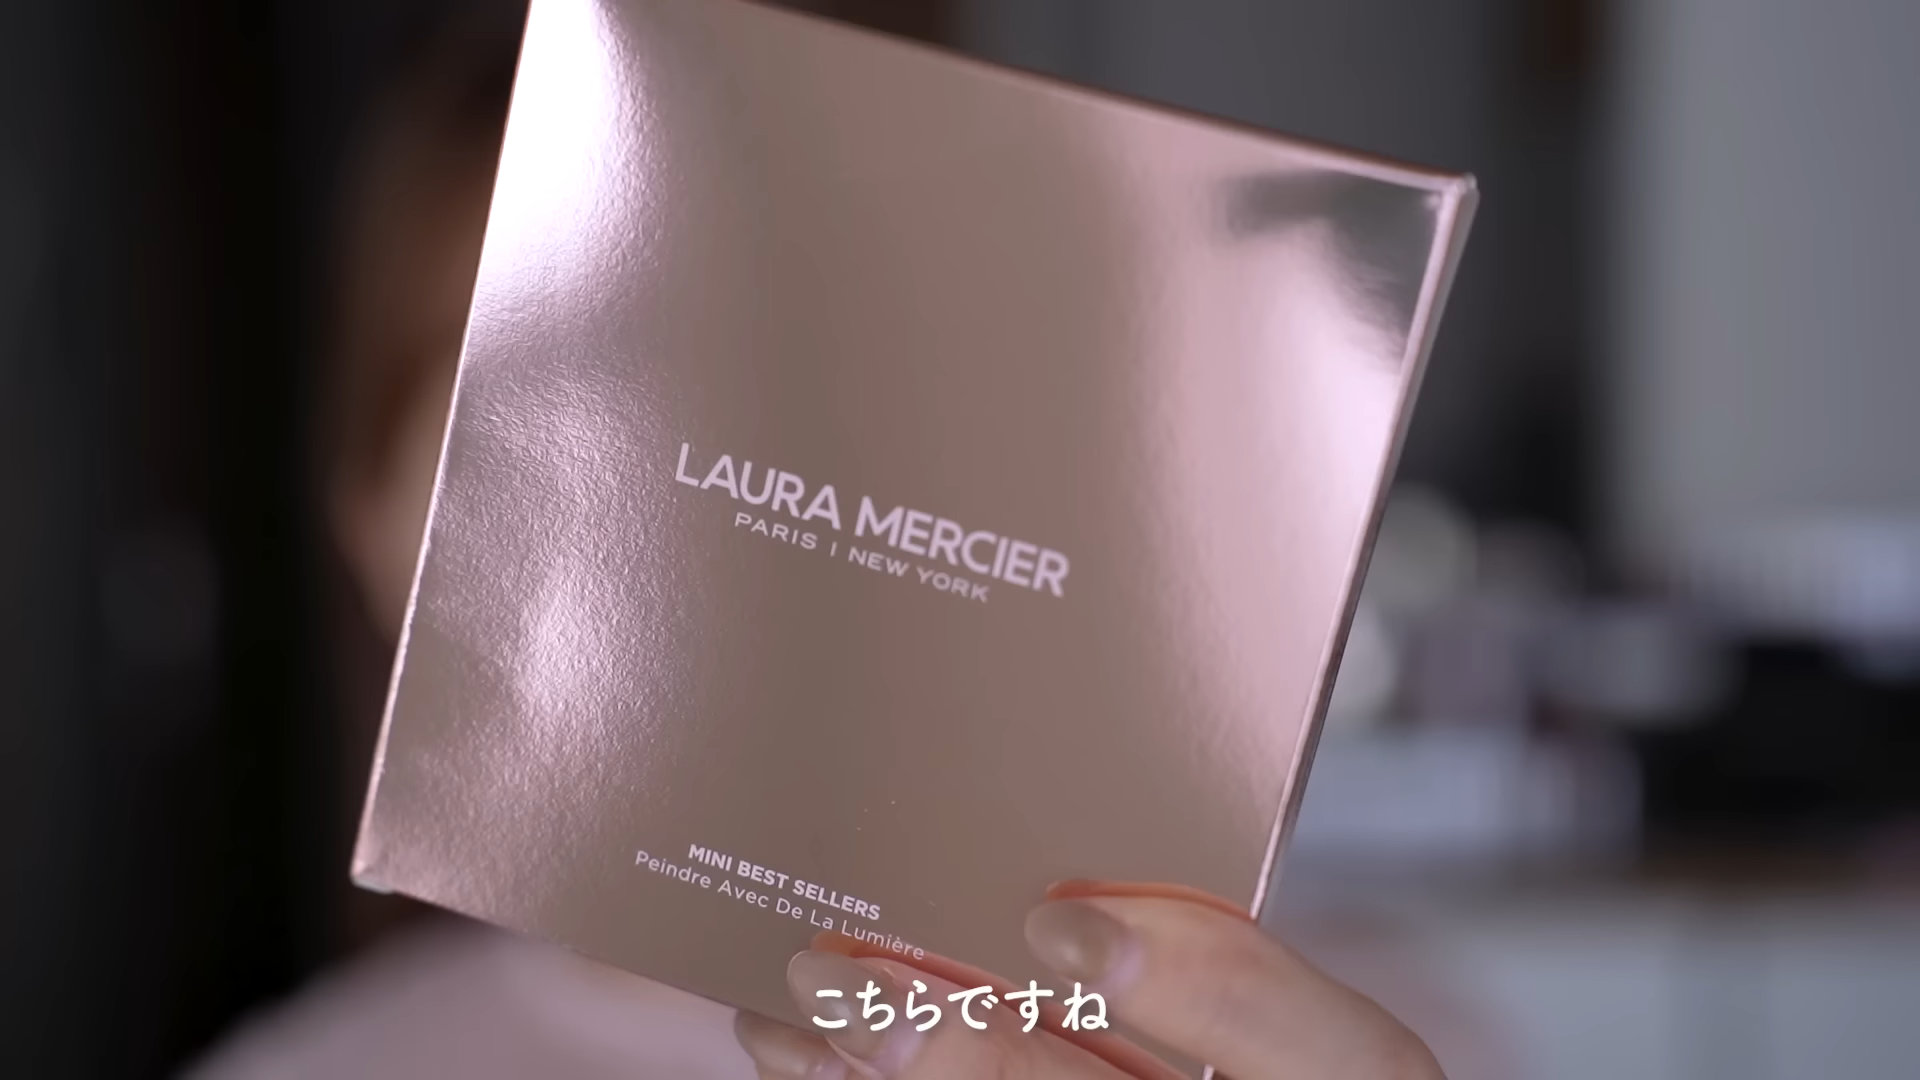 LAURA MERCIER
PARIS | NEW YORK
MINI BEST SELLERS
Peindre Avec De La Lumière
こちらですね